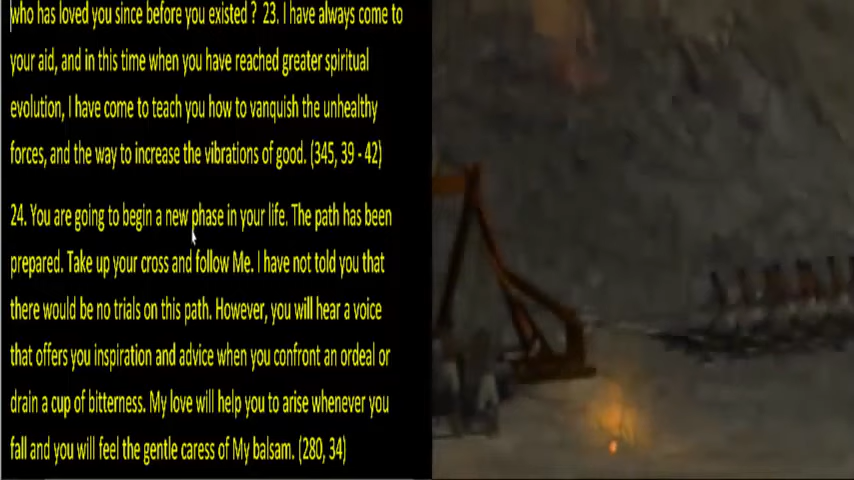 who has loved you since before you existed ? 23. I have always come to
your aid, and in this time when you have reached greater spiritual
evolution, I have come to teach you how to vanquish the unhealthy
forces, and the way to increase the vibrations of good. (345, 39 - 42)
24. You are going to begin a new phase in your life. The path has been
prepared. Take up your cross and follow Me. I have not told you that
there would be no trials on this path. However, you will hear a voice
that offers you inspiration and advice when you confront an ordeal or
drain a cup of bitterness. My love will help you to arise whenever you
fall and you will feel the gentle caress of My balsam. (280, 34)